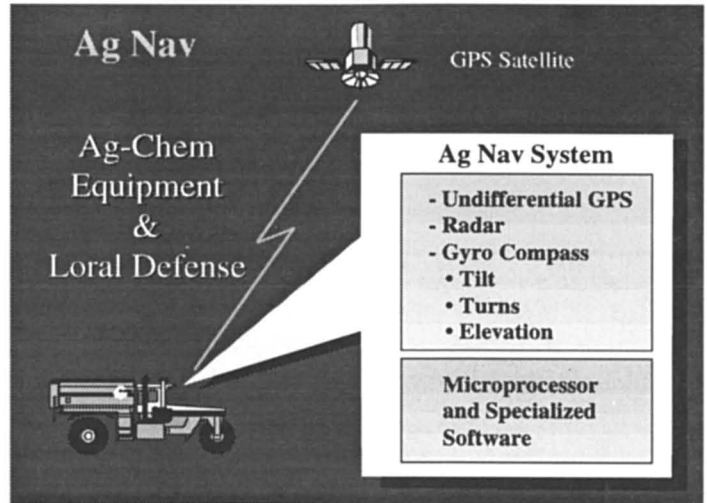 Ag Nav
GPS Satellite
Ag-Chem
Equipment
&
Loral Defense
Ag Nav System
- Undifferential GPS
- Radar
- Gyro Compass
• Tilt
• Turns
• Elevation
Microprocessor
and Specialized
Software